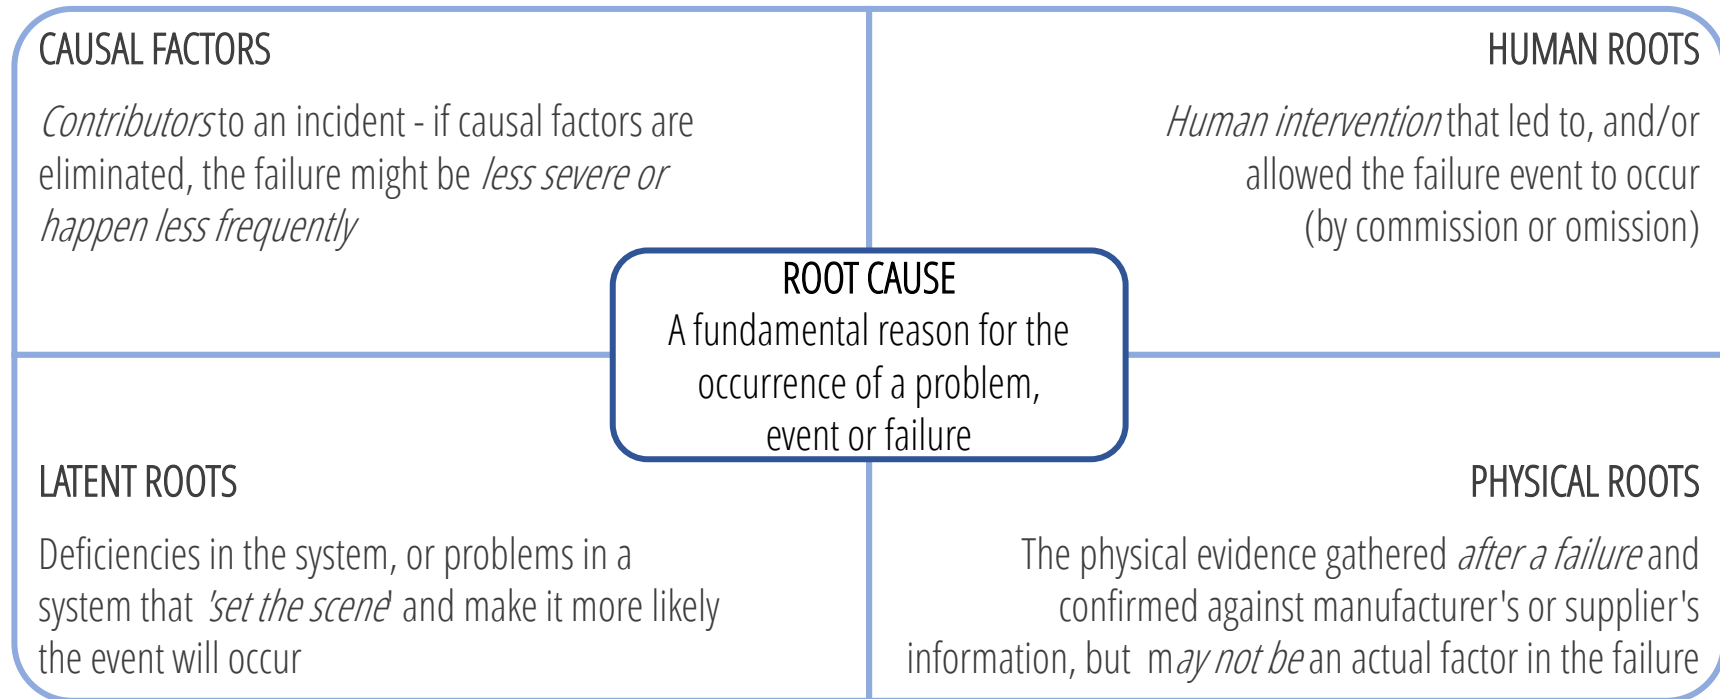 CAUSAL FACTORS
Contributors to an incident - if causal factors are
eliminated, the failure might be less severe or
happen less frequently
HUMAN ROOTS
Human intervention that led to, and/or
allowed the failure event to occur
(by commission or omission)
ROOT CAUSE
A fundamental reason for the
occurrence of a problem,
event or failure
LATENT ROOTS
Deficiencies in the system, or problems in a
system that 'set the scene' and make it more likely
the event will occur
PHYSICAL ROOTS
The physical evidence gathered after a failure and
confirmed against manufacturer's or supplier's
information, but may not be an actual factor in the failure